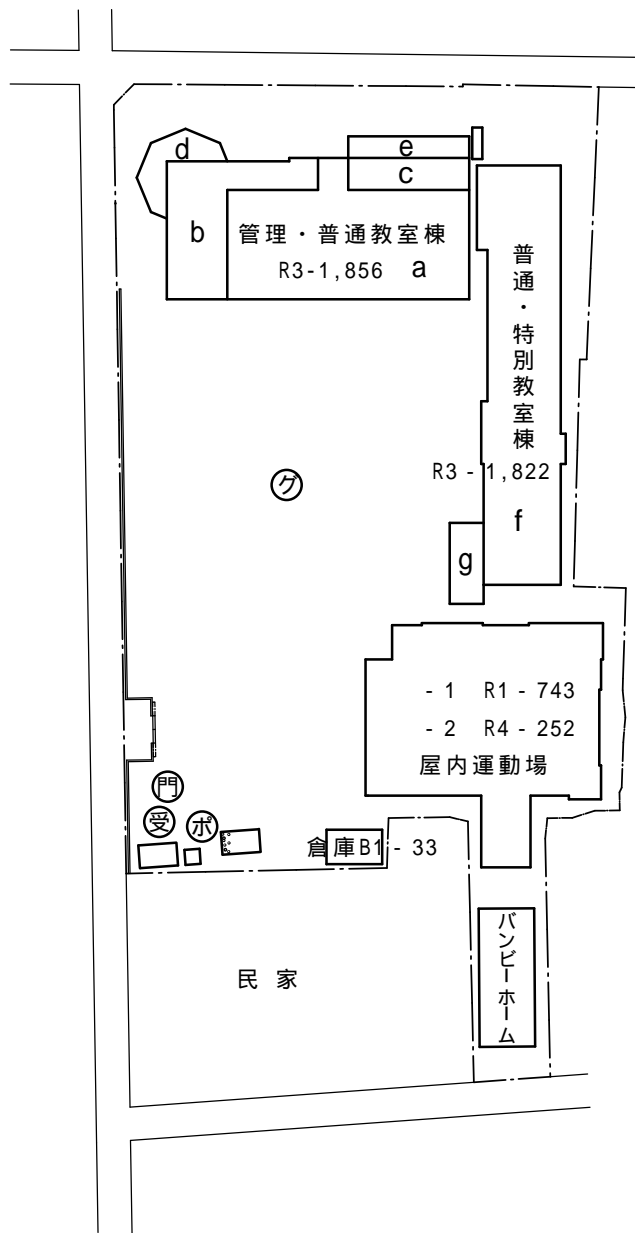 d
e
c
b
管理・普通教室棟
R3-1,856 a
普通・特別教室棟
R3-1,822
グ
f
g
-1 R1-743
-2 R4-252
屋内運動場
門
受
ポ
倉庫B1-33
バンビーホーム
民家